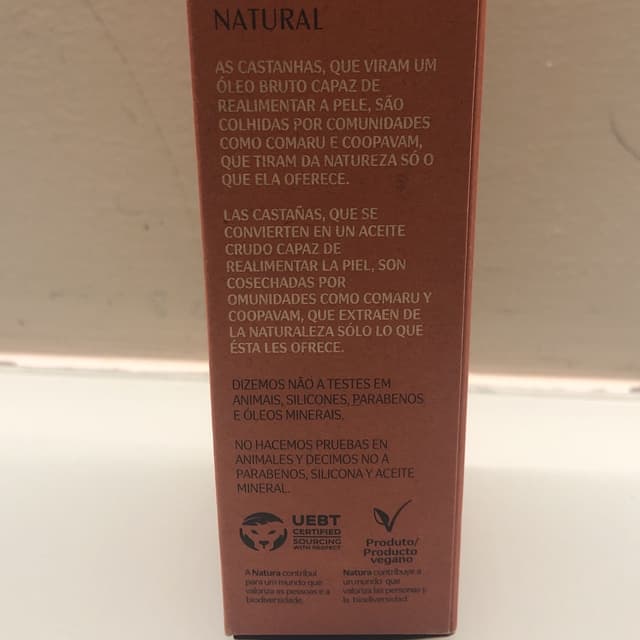 NATURAL
AS CASTANHAS, QUE VIRAM UM
ÓLEO BRUTO CAPAZ DE
REALIMENTAR A PELE, SÃO
COLHIDAS POR COMUNIDADES
COMO COMARU E COOPAVAM,
QUE TIRAM DA NATUREZA SÓ O
QUE ELA OFERECE.
LAS CASTAÑAS, QUE SE
CONVIERTEN EN UN ACEITE
CRUDO CAPAZ DE
REALIMENTAR LA PIEL, SON
COSECHADAS POR
OMUNIDADES COMO COMARU Y
COOPAVAM, QUE EXTRAEN DE
LA NATURALEZA SÓLO LO QUE
ÉSTA LES OFRECE.
DIZEMOS NÃO A TESTES EM
ANIMAIS, SILICONES, PARABENOS
E ÓLEOS MINERAIS.
NO HACEMOS PRUEBAS EN
ANIMALES Y DECIMOS NO A
PARABENOS, SILICONA Y ACEITE
MINERAL.
UEBT
CERTIFIED
SOURCING
WITH RESPECT
Produto/
Producto
vegano
A Natura contribui
para um mundo que
valoriza as pessoas e a
biodiversidade.
Natura contribuye a
un mundo que
valoriza las personas y
la biodiversidad.